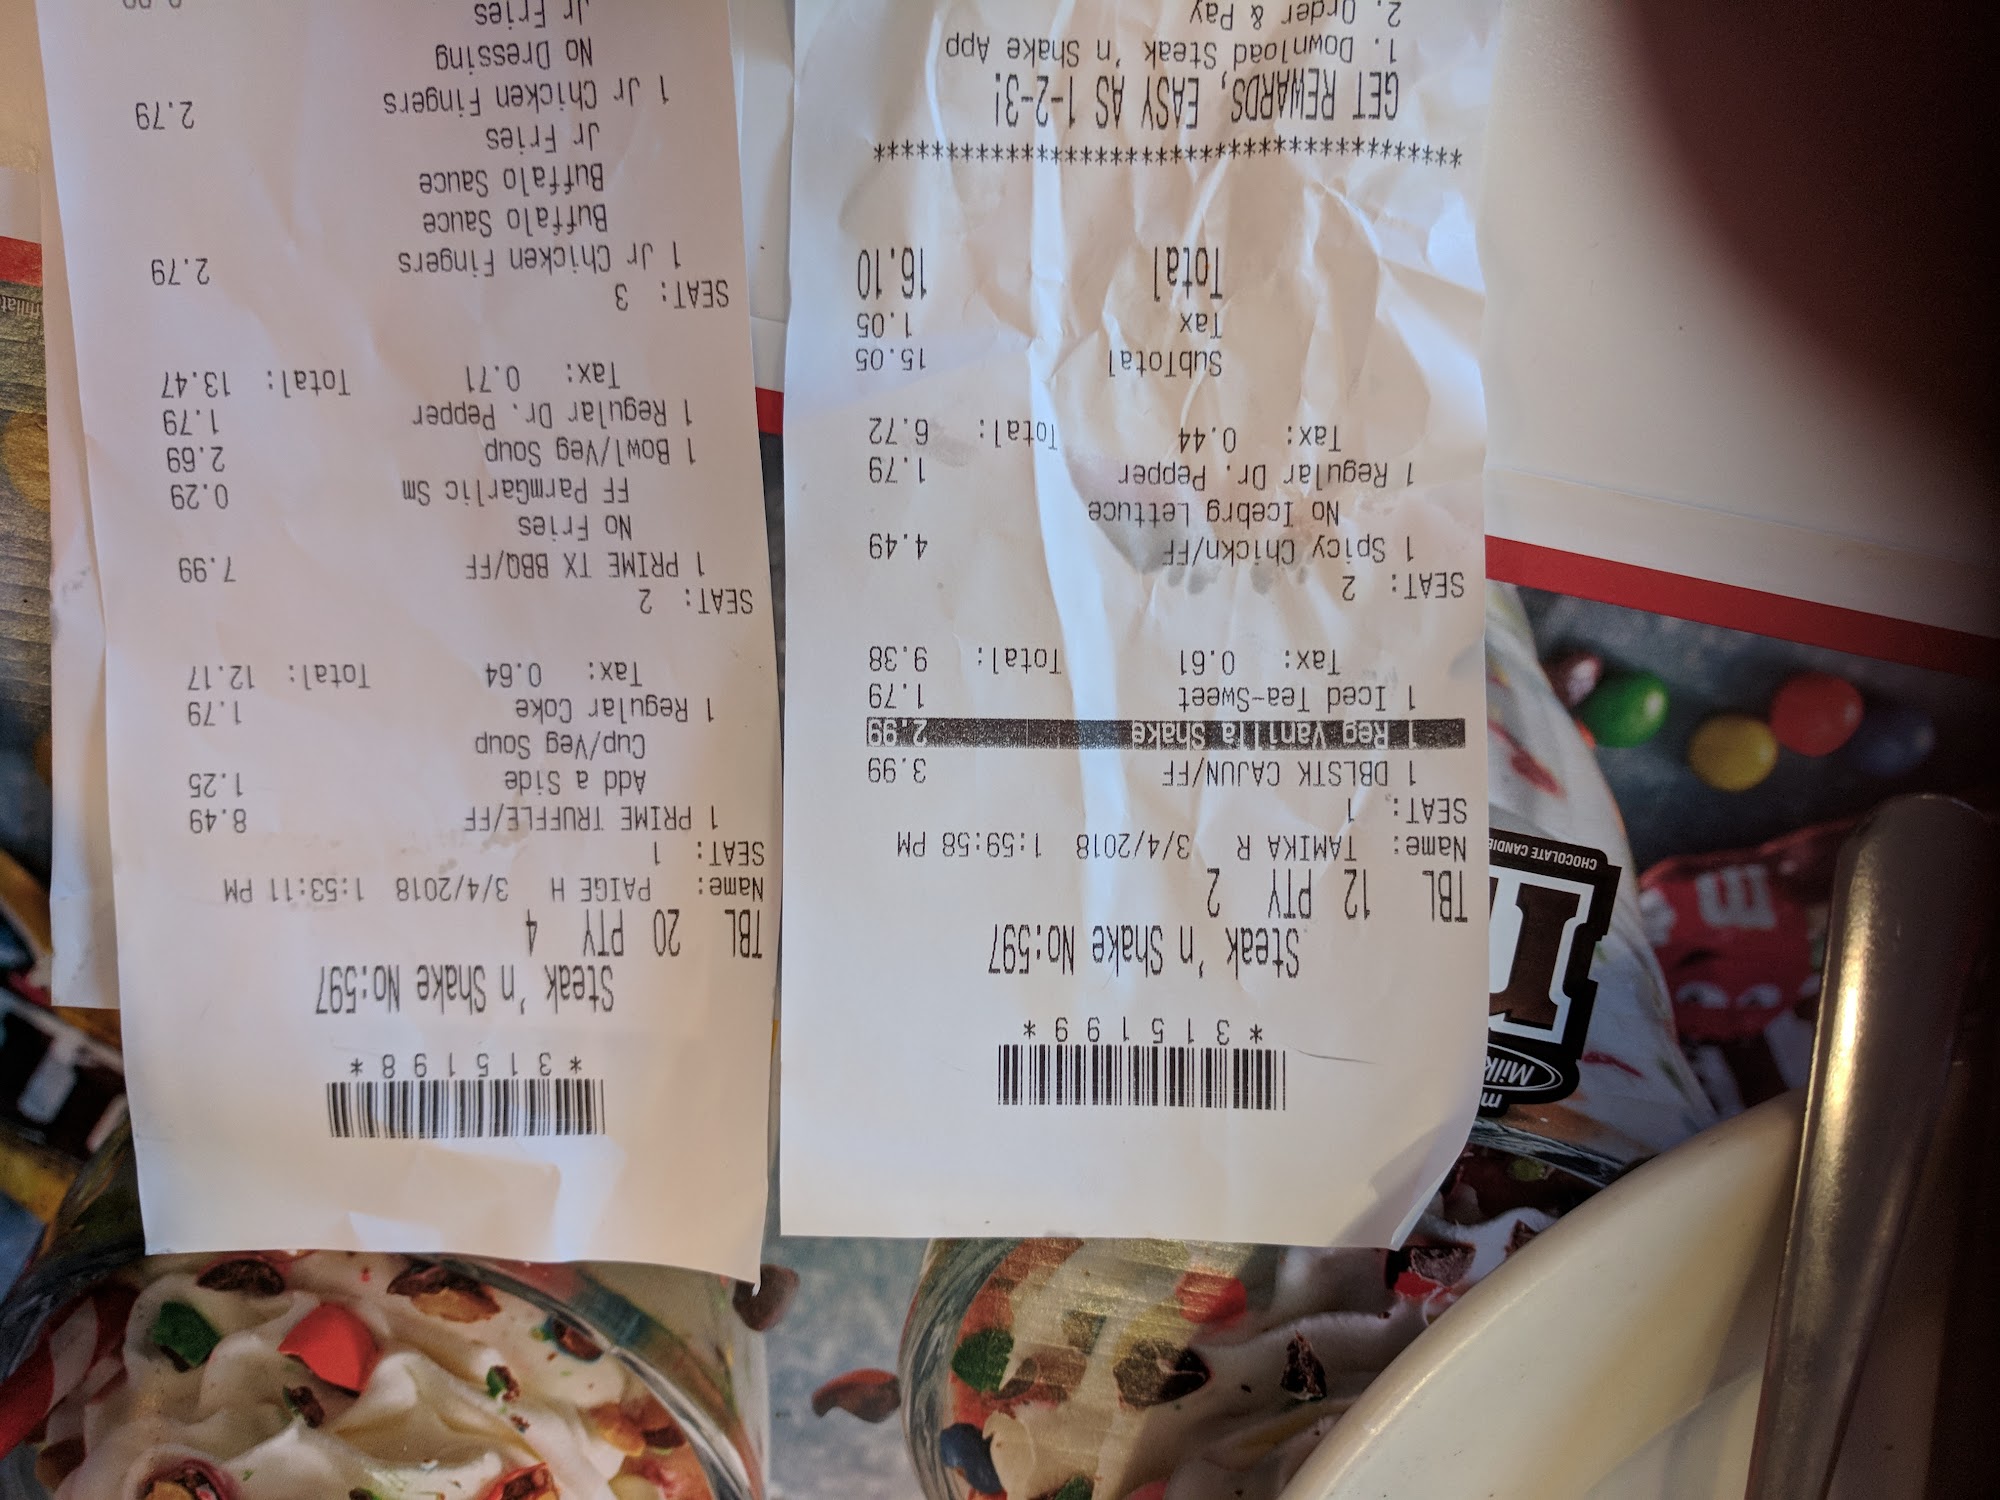 *315199*
Steak 'n Shake No:597
TBL 12 PTY 2
Name: TAMIKA R 3/4/2018 1:59:58 PM
SEAT: 1
1 DBLSTK CAJUN/FF 3.99
1 Reg Vanilla Shake 2.99
1 Iced Tea-Sweet 1.79
Tax: 0.61 Total: 9.38
SEAT: 2
1 Spicy Chickn/FF 4.49
No Icebrg Lettuce
1 Regular Dr. Pepper 1.79
Tax: 0.44 Total: 6.72
SubTotal 15.05
Tax 1.05
Total 16.10
****************************************
GET REWARDS, EASY AS 1-2-3!
1. Download Steak 'n Shake App
2. Order & Pay
*315198*
Steak 'n Shake No:597
TBL 20 PTY 4
Name: PAIGE H 3/4/2018 1:53:11 PM
SEAT: 1
1 PRIME TRUFFLE/FF 8.49
Add a Side 1.25
Cup/Veg Soup
1 Regular Coke 1.79
Tax: 0.64 Total: 12.17
SEAT: 2
1 PRIME TX BBQ/FF 7.99
No Fries
FF ParmGarlic Sm 0.29
1 Bowl/Veg Soup 2.69
1 Regular Dr. Pepper 1.79
Tax: 0.71 Total: 13.47
SEAT: 3
1 Jr Chicken Fingers 2.79
Buffalo Sauce
Buffalo Sauce
Jr Fries
1 Jr Chicken Fingers 2.79
No Dressing
Jr Fries
Milk
m
CHOCOLATE
m